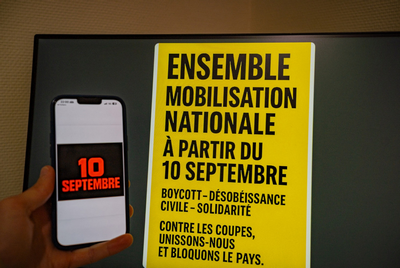 10
SEPTEMBRE
ENSEMBLE
MOBILISATION
NATIONALE
À PARTIR DU
10 SEPTEMBRE
BOYCOTT – DÉSOBÉISSANCE
CIVILE – SOLIDARITÉ
CONTRE LES COUPES,
UNISSONS-NOUS
ET BLOQUONS LE PAYS.